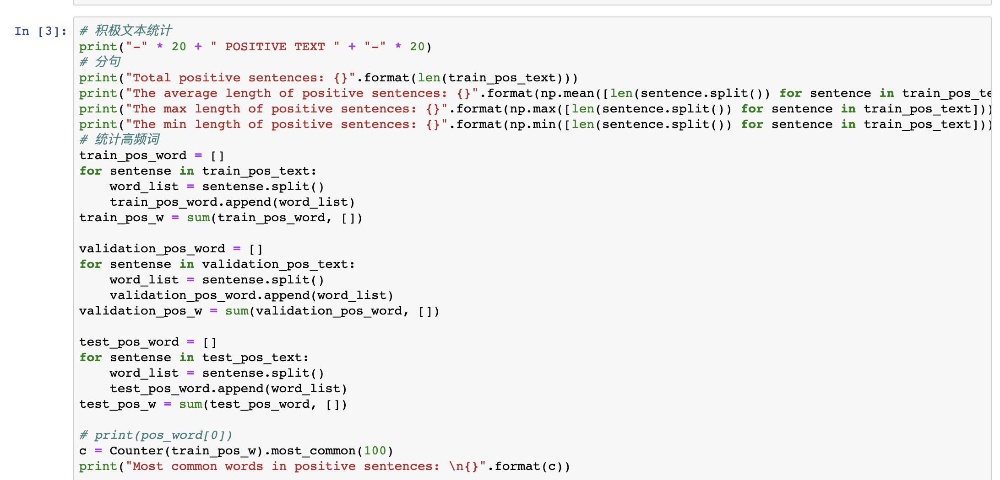 In [3]:
# 积极文本统计
print("-" * 20 + " POSITIVE TEXT " + "-" * 20)
# 分句
print("Total positive sentences: {}".format(len(train_pos_text)))
print("The average length of positive sentences: {}".format(np.mean([len(sentence.split()) for sentence in train_pos_te
print("The max length of positive sentences: {}".format(np.max([len(sentence.split()) for sentence in train_pos_text]))
print("The min length of positive sentences: {}".format(np.min([len(sentence.split()) for sentence in train_pos_text]))
# 统计高频词
train_pos_word = []
for sentense in train_pos_text:
    word_list = sentense.split()
    train_pos_word.append(word_list)
train_pos_w = sum(train_pos_word, [])

validation_pos_word = []
for sentense in validation_pos_text:
    word_list = sentense.split()
    validation_pos_word.append(word_list)
validation_pos_w = sum(validation_pos_word, [])

test_pos_word = []
for sentense in test_pos_text:
    word_list = sentense.split()
    test_pos_word.append(word_list)
test_pos_w = sum(test_pos_word, [])

# print(pos_word[0])
c = Counter(train_pos_w).most_common(100)
print("Most common words in positive sentences: \n{}".format(c))